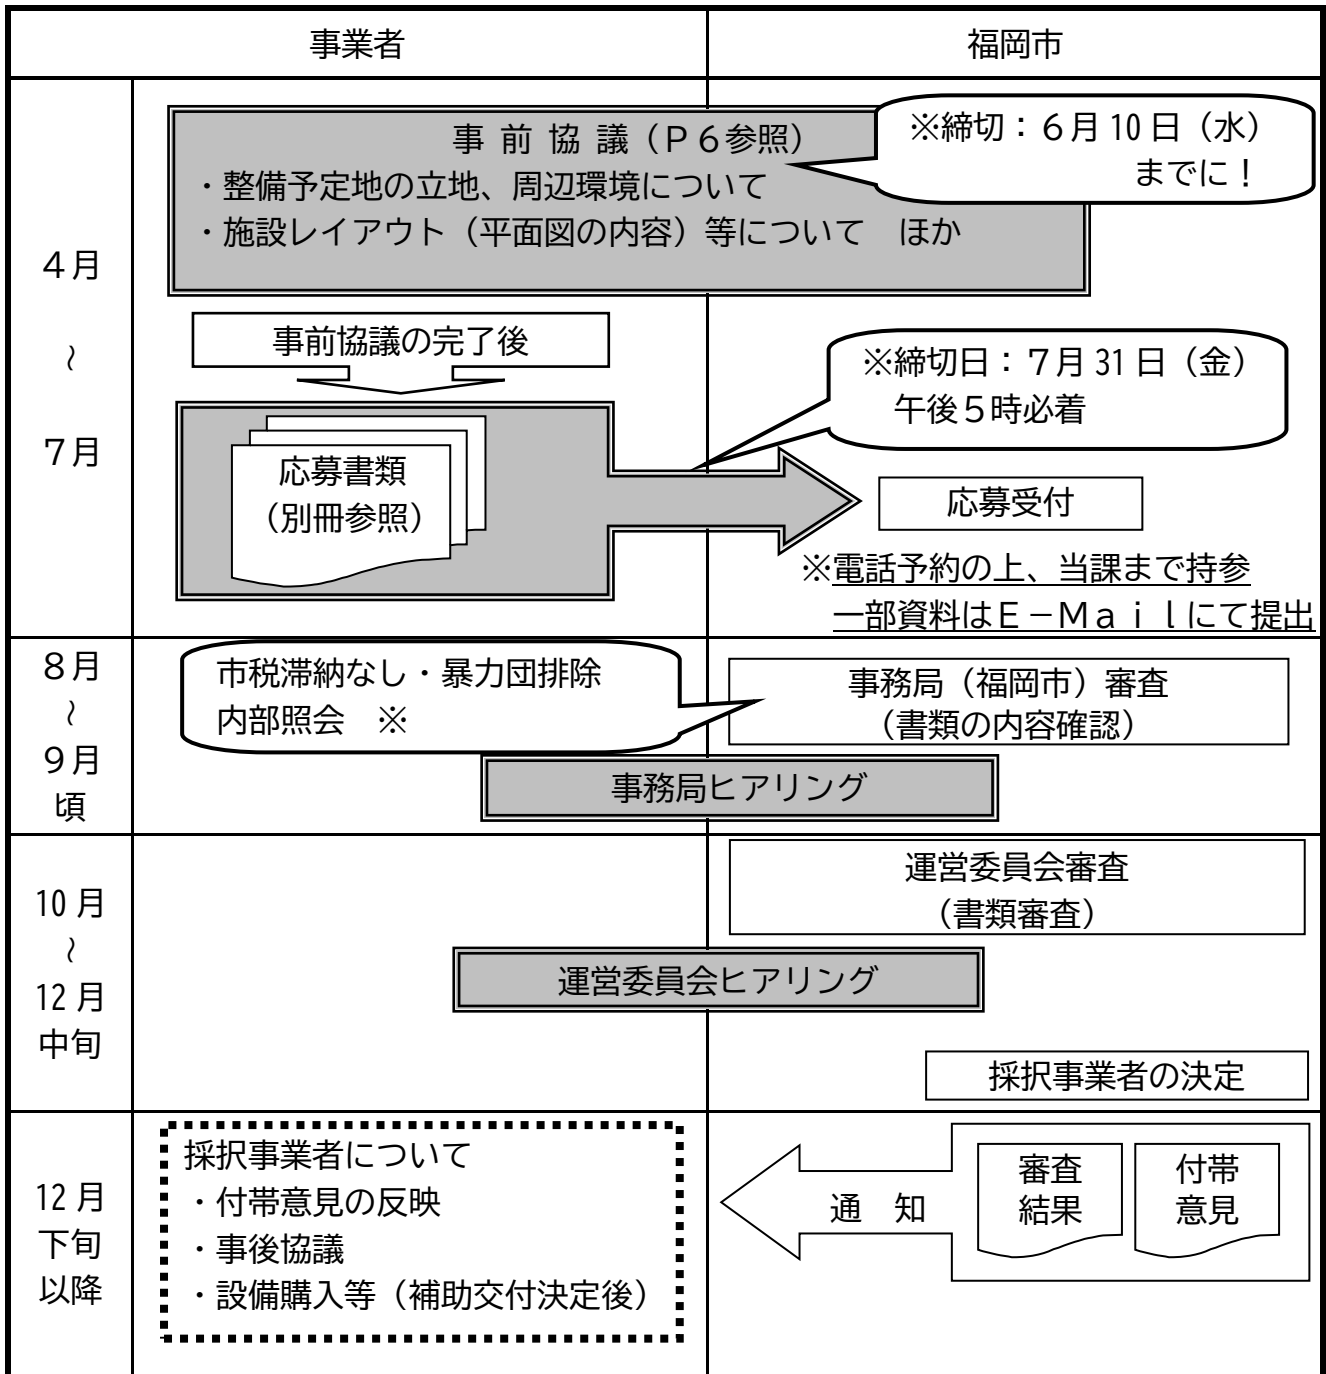 事業者
福岡市
4月
～
7月
事 前 協 議（Ｐ６参照）
・整備予定地の立地、周辺環境について
・施設レイアウト（平面図の内容）等について　ほか
※締切：６月10日（水）
までに！
事前協議の完了後
※締切日：７月31日（金）
午後５時必着
応募書類
（別冊参照）
応募受付
※電話予約の上、当課まで持参
一部資料はＥ－Ｍａｉｌにて提出
８月
～
９月
頃
市税滞納なし・暴力団排除
内部照会　※
事務局（福岡市）審査
（書類の内容確認）
事務局ヒアリング
10月
～
12月
中旬
運営委員会審査
（書類審査）
運営委員会ヒアリング
採択事業者の決定
12月
下旬
以降
採択事業者について
・付帯意見の反映
・事後協議
・設備購入等（補助交付決定後）
通　知
審査
結果
付帯
意見